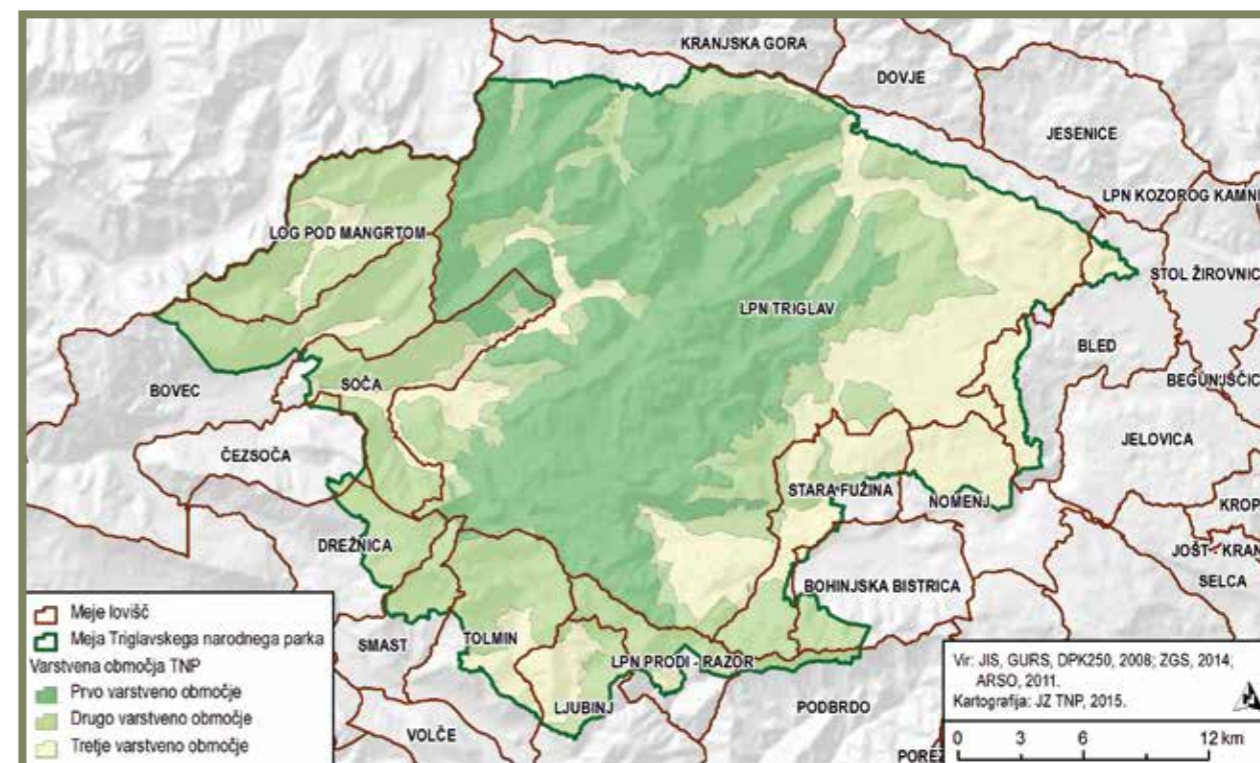 KRANJSKA GORA
DOVJE
JESENICE
LPN KOZOROG KAMNI
LOG POD MANGRTOM
STOL ŽIROVNIC
LPN TRIGLAV
BLED
BOVEC
SOČA
BEGUNJŠČIC
JELOVICA
ČEZSOČA
STARA FUŽINA
NOMENJ
KROP
DREŽNICA
JOŠT - KRAN
SELCA
BOHINJSKA BISTRICA
SMAST
TOLMIN
LPN PRODI - RAZOR
LJUBINJ
PODBRDO
VOLČE
POREZ
Meje lovišč
Meja Triglavskega narodnega parka
Varstvena območja TNP
Prvo varstveno območje
Drugo varstveno območje
Tretje varstveno območje
Vir: JIS, GURS, DPK250, 2008; ZGS, 2014;
ARSO, 2011.
Kartografija: JZ TNP, 2015.
0 3 6 12 km